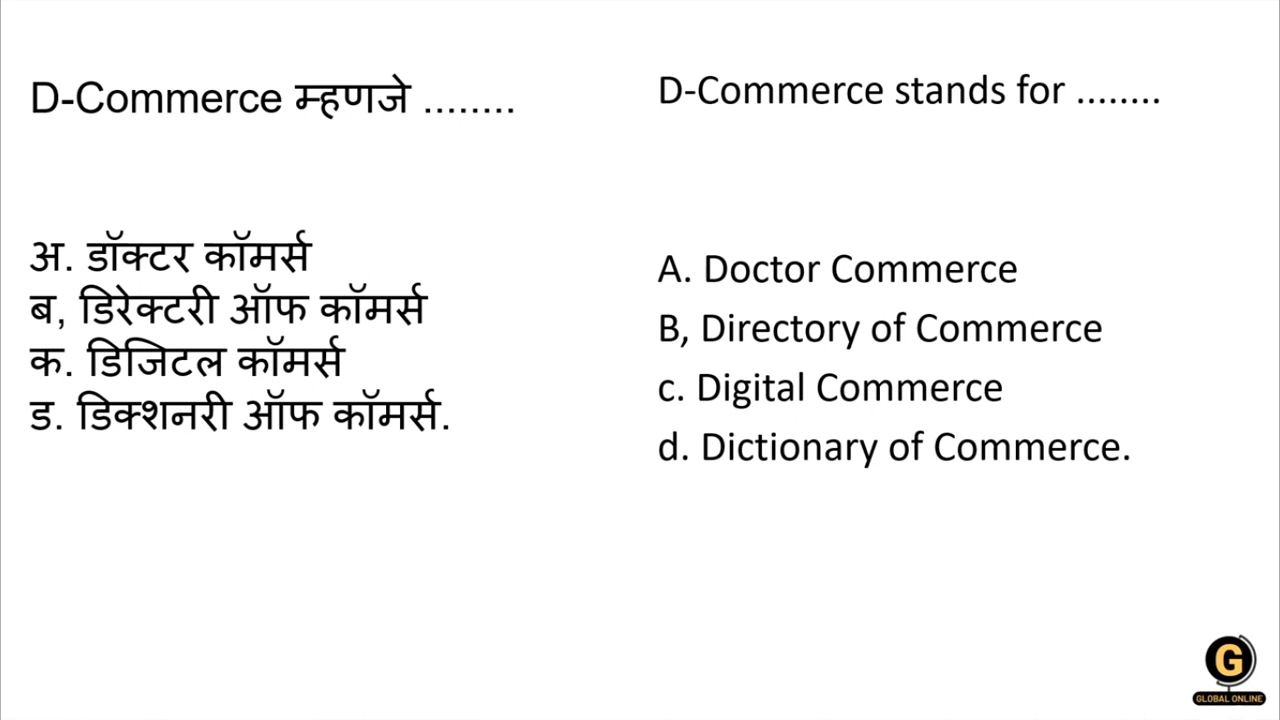 D-Commerce म्हणजे ........
अ. डॉक्टर कॉमर्स
ब, डिरेक्टरी ऑफ कॉमर्स
क. डिजिटल कॉमर्स
ड. डिक्शनरी ऑफ कॉमर्स.
D-Commerce stands for ........
A. Doctor Commerce
B, Directory of Commerce
c. Digital Commerce
d. Dictionary of Commerce.
G
GLOBAL ONLINE